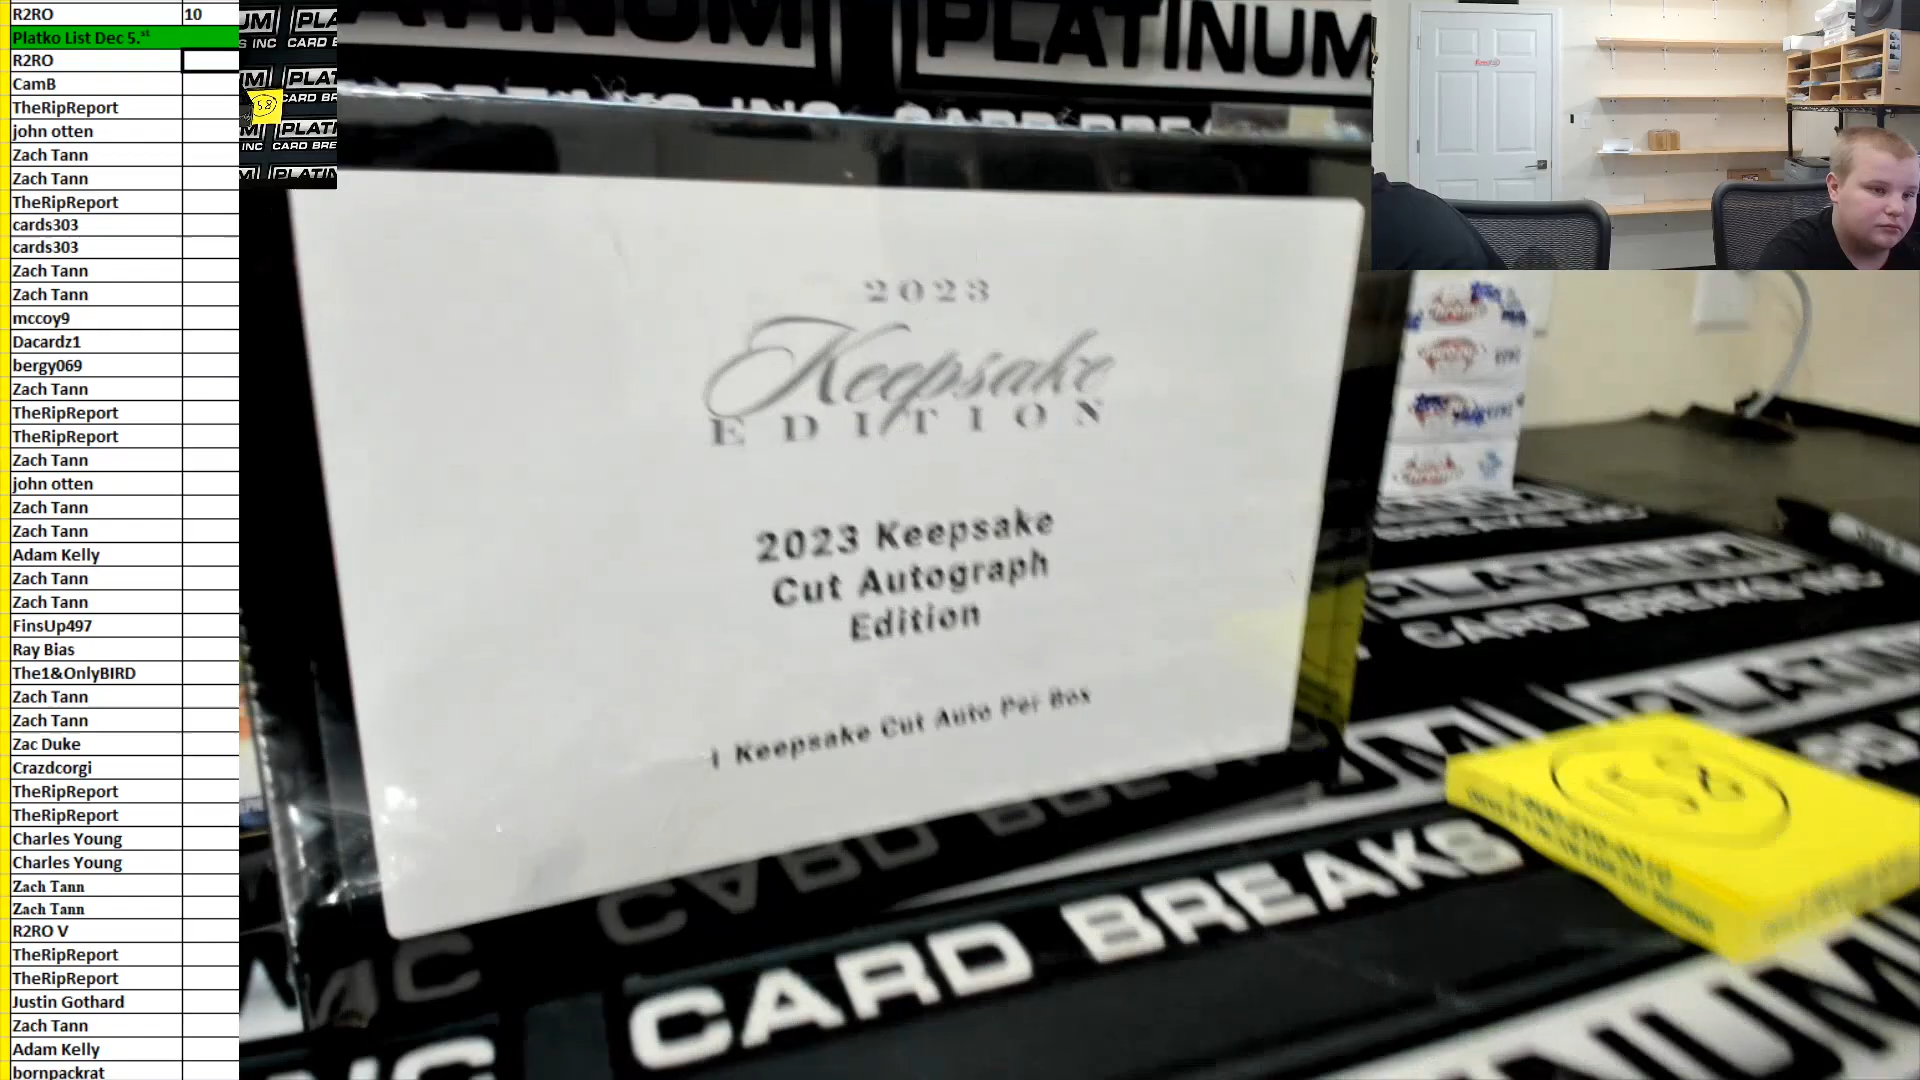 R2RO 10
Platko List Dec 5.st
R2RO
CamB
TheRipReport
john otten
Zach Tann
Zach Tann
TheRipReport
cards303
cards303
Zach Tann
Zach Tann
mccoy9
Dacardz1
bergy069
Zach Tann
TheRipReport
TheRipReport
Zach Tann
john otten
Zach Tann
Zach Tann
Adam Kelly
Zach Tann
Zach Tann
FinsUp497
Ray Bias
The1&OnlyBIRD
Zach Tann
Zach Tann
Zac Duke
Crazdcorgi
TheRipReport
TheRipReport
Charles Young
Charles Young
Zach Tann
Zach Tann
R2RO V
TheRipReport
TheRipReport
Justin Gothard
Zach Tann
Adam Kelly
bornpackrat
PLATINUM
2023
Keepsake
EDITION
2023 Keepsake
Cut Autograph
Edition
1 Keepsake Cut Auto Per Box
58
PLATINUM
CARD BREAKS INC.
CARD BREAKS